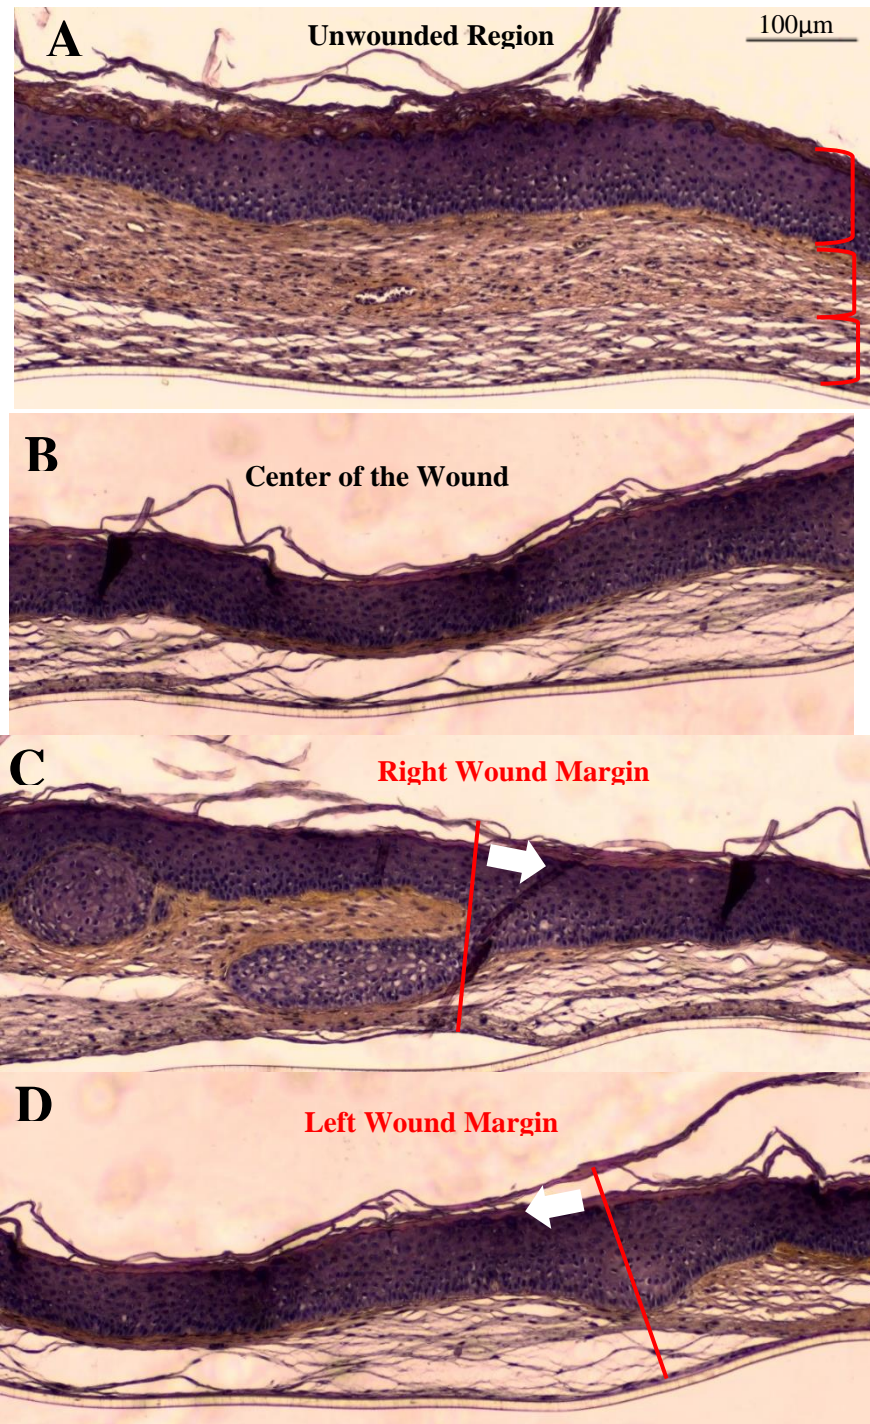 A
Unwounded Region
100µm
B
Center of the Wound
C
Right Wound Margin
D
Left Wound Margin